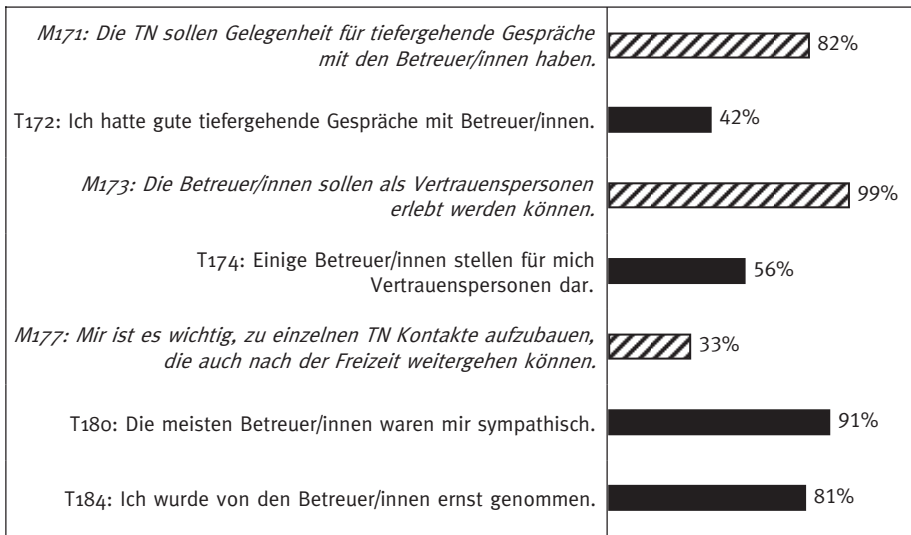 M171: Die TN sollen Gelegenheit für tiefergehende Gespräche
mit den Betreuer/innen haben.
82%
T172: Ich hatte gute tiefergehende Gespräche mit Betreuer/innen.
42%
M173: Die Betreuer/innen sollen als Vertrauenspersonen
erlebt werden können.
99%
T174: Einige Betreuer/innen stellen für mich
Vertrauenspersonen dar.
56%
M177: Mir ist es wichtig, zu einzelnen TN Kontakte aufzubauen,
die auch nach der Freizeit weitergehen können.
33%
T180: Die meisten Betreuer/innen waren mir sympathisch.
91%
T184: Ich wurde von den Betreuer/innen ernst genommen.
81%